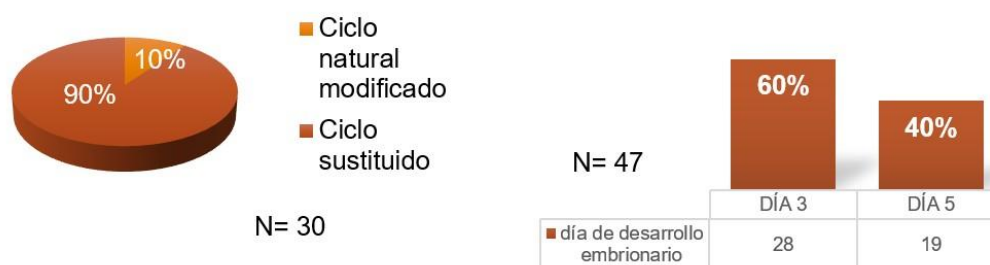 10%
90%
Ciclo
natural
modificado
Ciclo
sustituido
N= 30
60%
40%
N= 47
DÍA 3
DÍA 5
día de desarrollo
embrionario
28
19